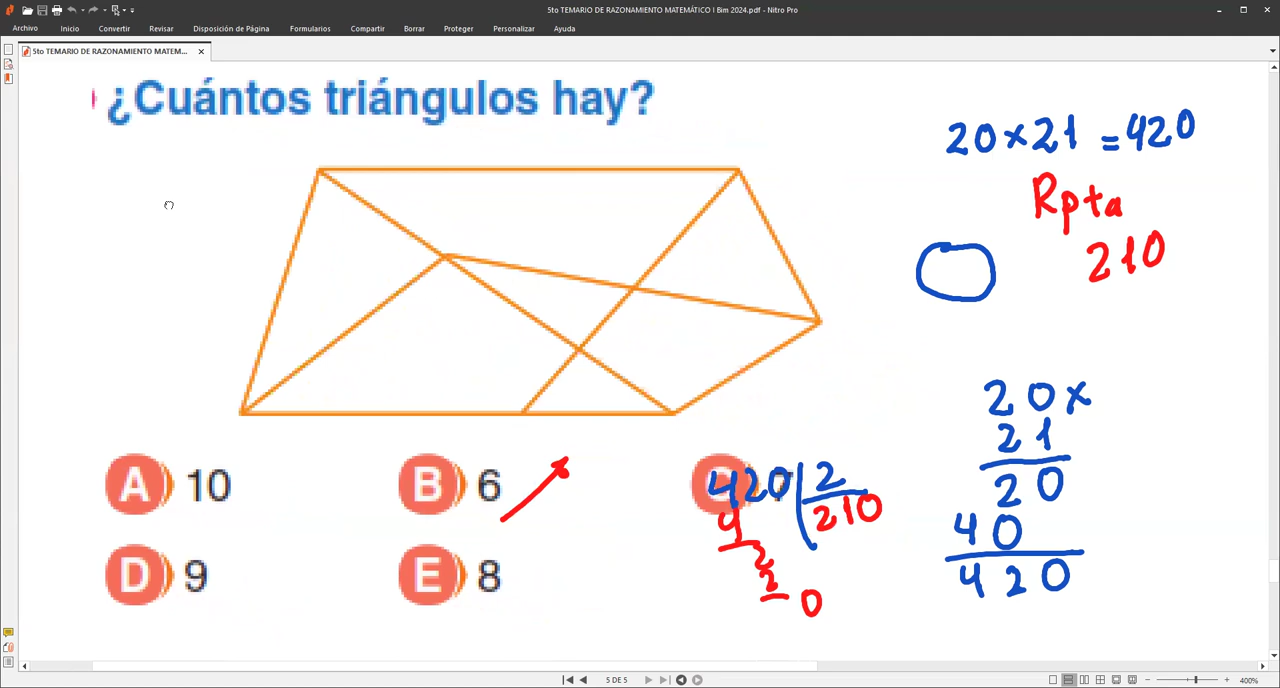 5to TEMARIO DE RAZONAMIENTO MATEMÁTICO I Bim 2024.pdf - Nitro Pro
Archivo Inicio Convertir Revisar Disposición de Página Formularios Compartir Borrar Proteger Personalizar Ayuda
5to TEMARIO DE RAZONAMIENTO MATEM...
¿Cuántos triángulos hay?
20 x 21 = 420
Rpta
210
A) 10
B) 6
C) 7
D) 9
E) 8
420 2
4 210
2
2
0
20 x
21
20
40
420
5 DE 5
400%